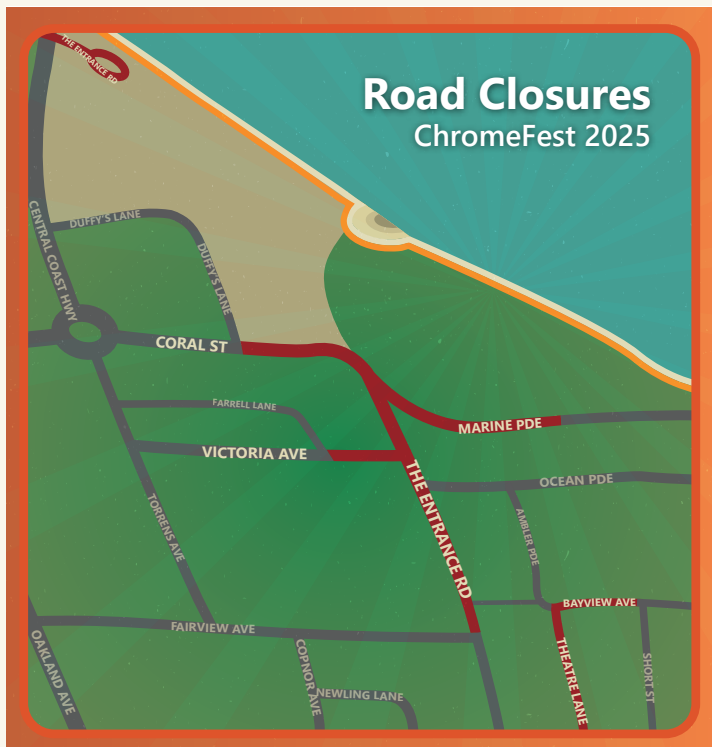 THE ENTRANCE RD
Road Closures
ChromeFest 2025
CENTRAL COAST HWY
DUFFY'S LANE
DUFFY'S LANE
CORAL ST
FARRELL LANE
MARINE PDE
VICTORIA AVE
THE ENTRANCE RD
OCEAN PDE
TORRENS AVE
AMBLER PDE
BAYVIEW AVE
FAIRVIEW AVE
OAKLAND AVE
COPNOR AVE
NEWLING LANE
THEATRE LANE
SHORT ST